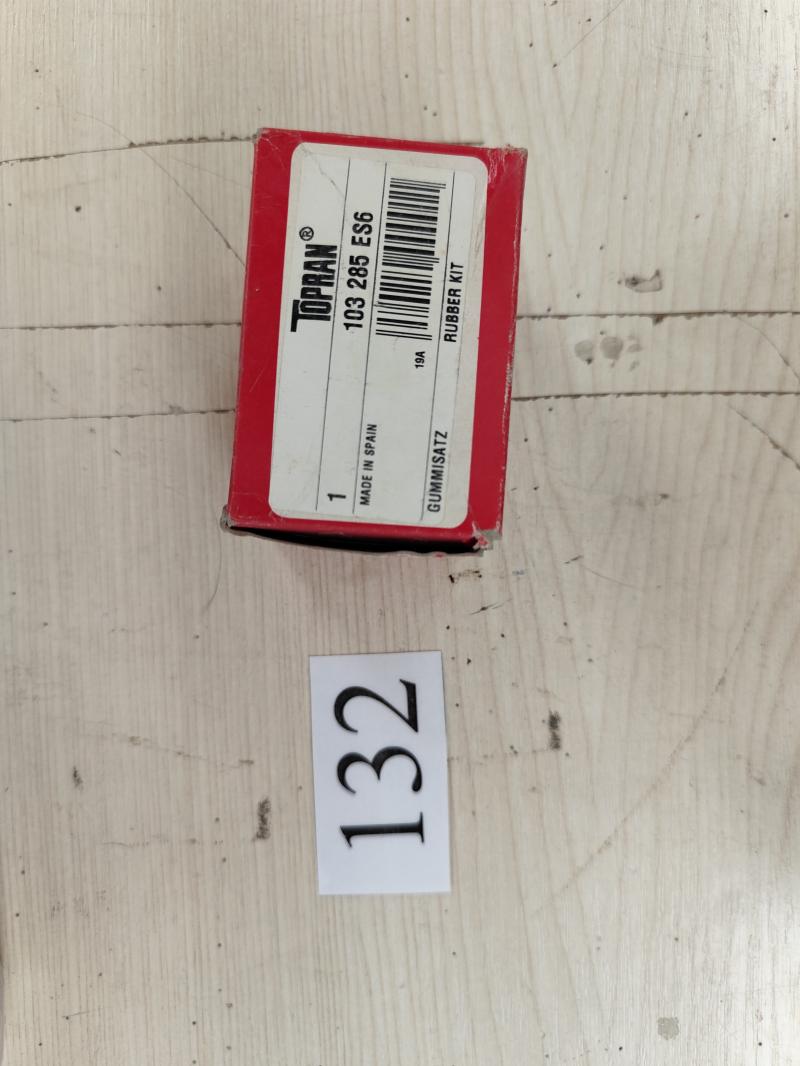 TOPRAN®
103 285 ES6
1
MADE IN SPAIN
19A
GUMMISATZ RUBBER KIT
132